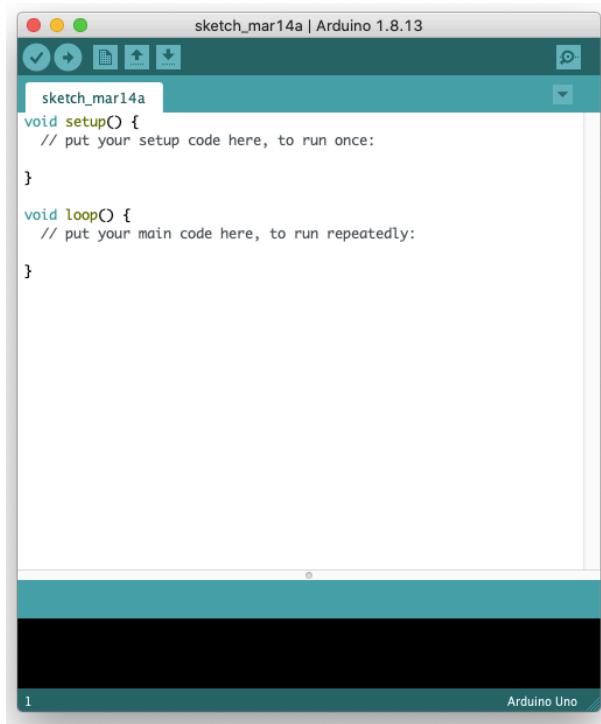 sketch_mar14a | Arduino 1.8.13
sketch_mar14a
void setup() {
  // put your setup code here, to run once:
}
void loop() {
  // put your main code here, to run repeatedly:
}
1
Arduino Uno